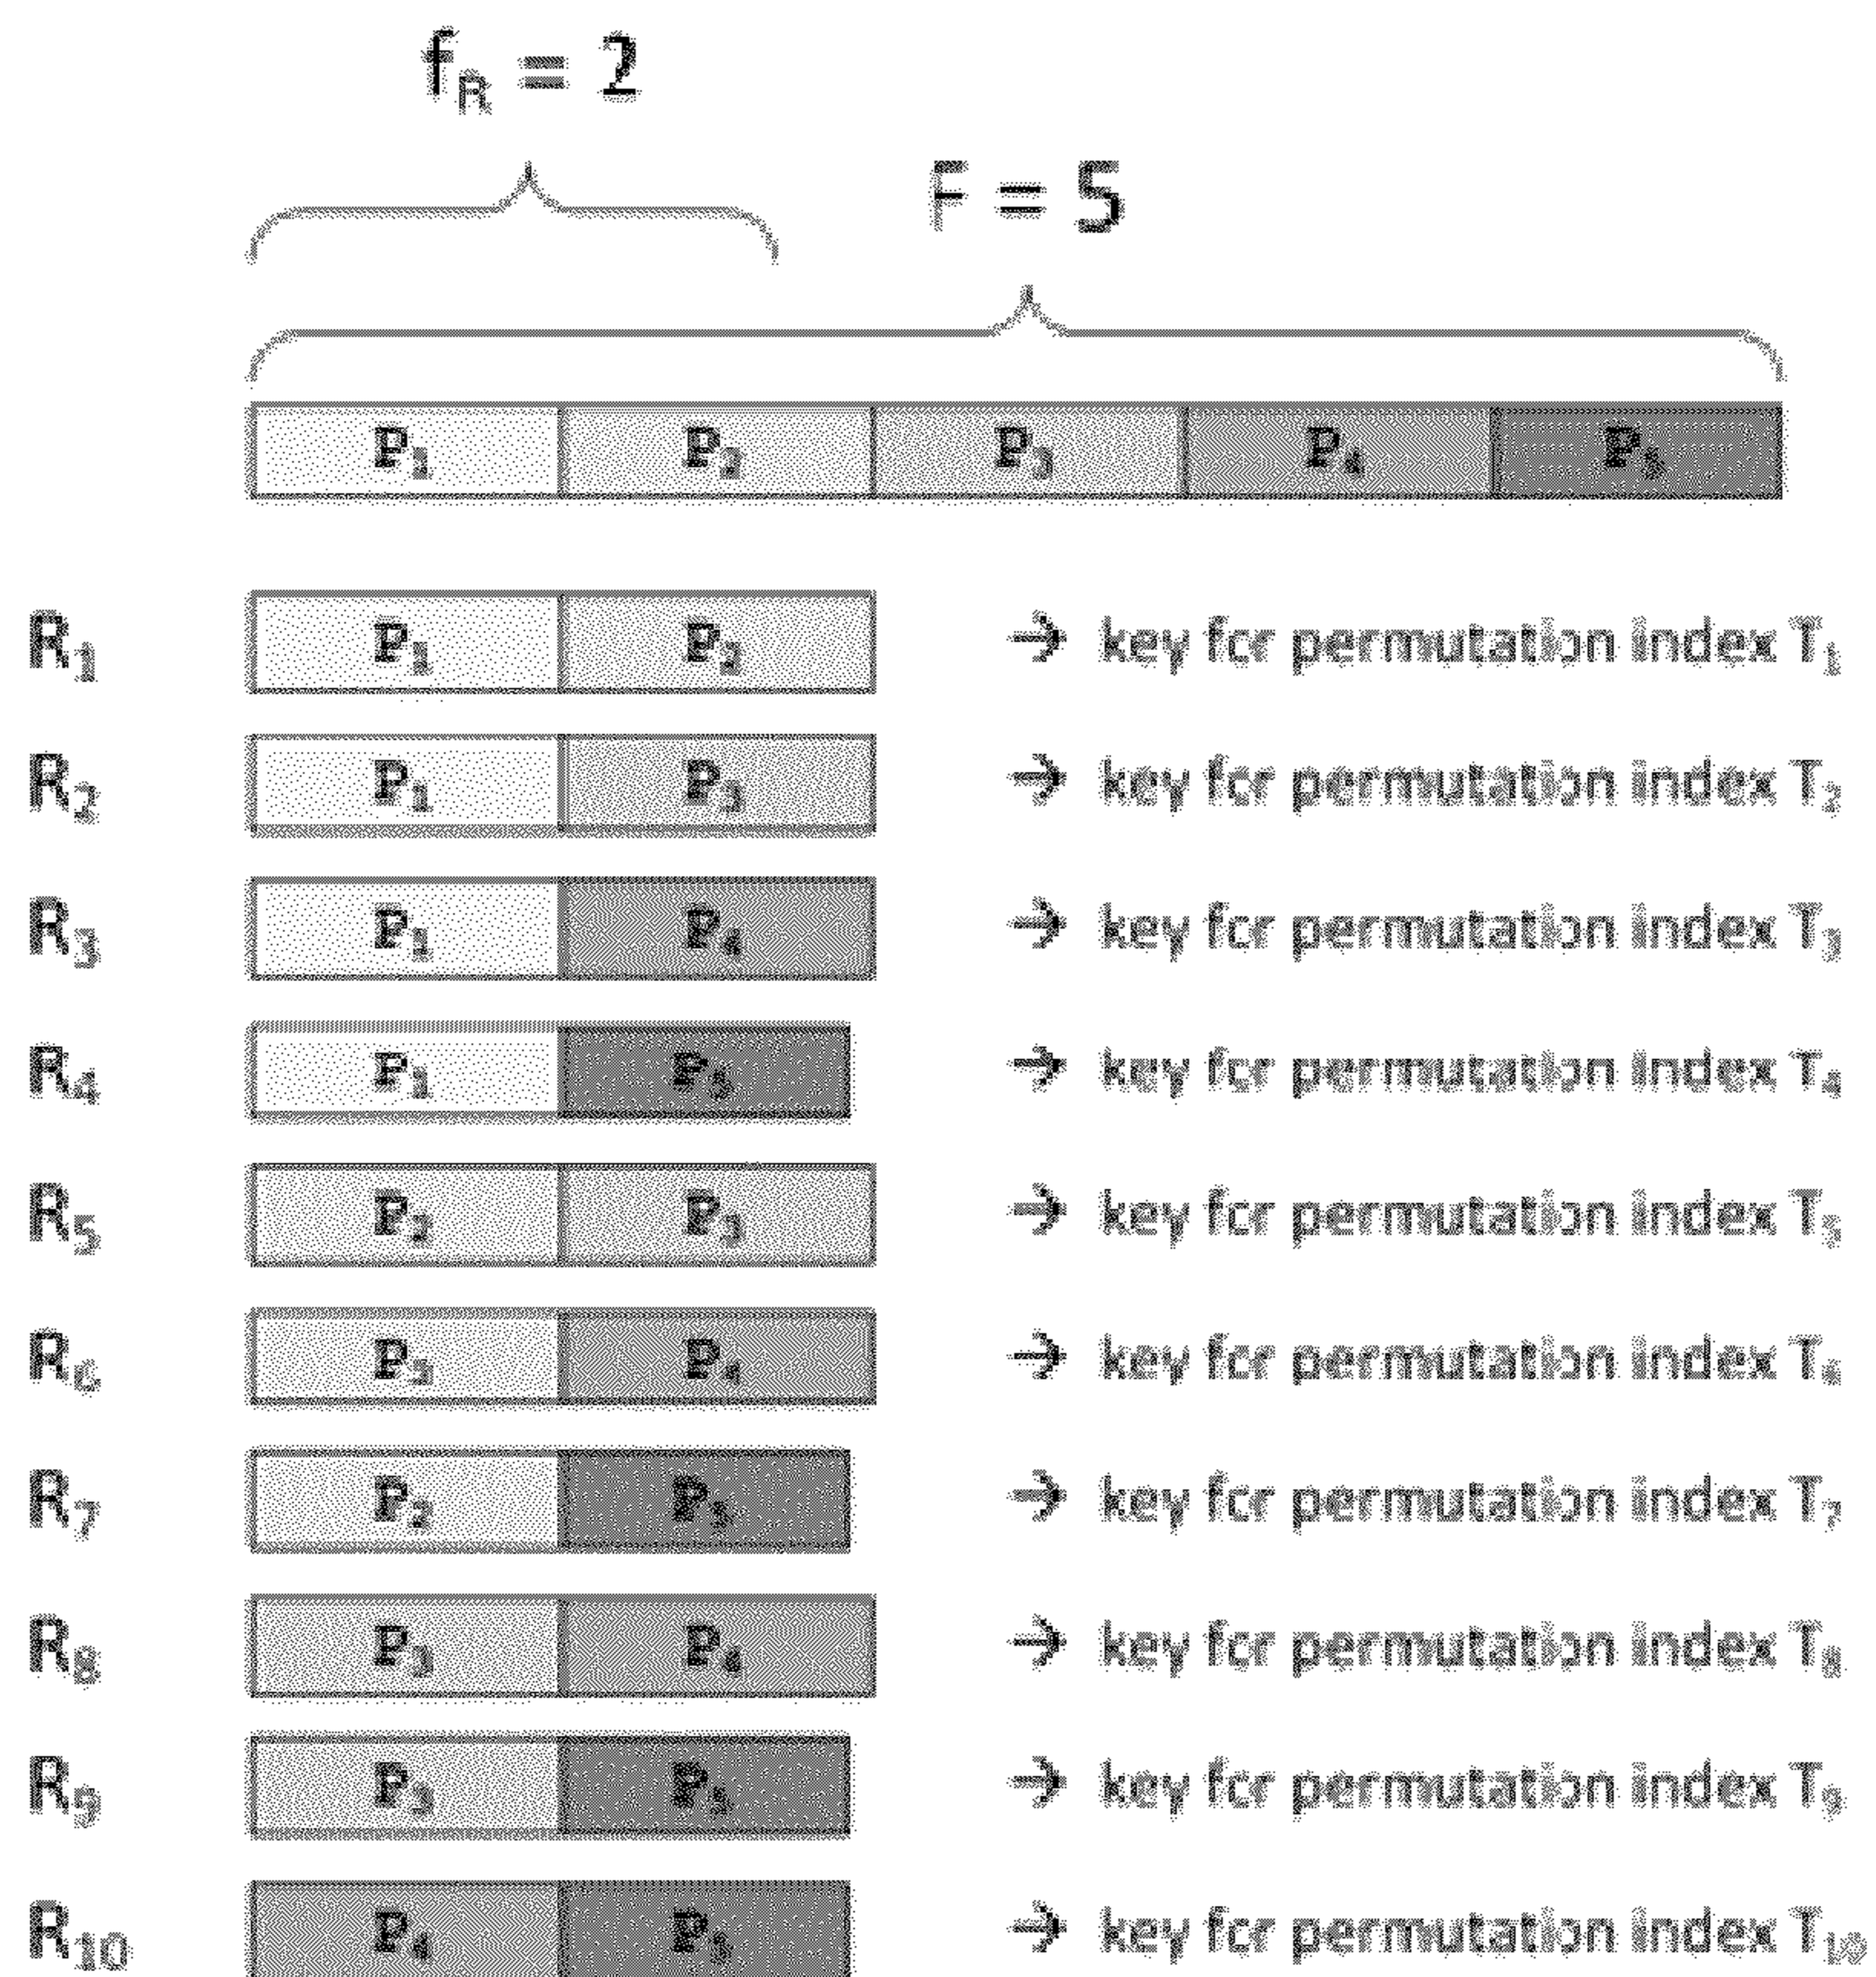 fR = 2
F = 5
P1 P2 P3 P4 P5
R1 P1 P2 → key for permutation index T1
R2 P1 P3 → key for permutation index T2
R3 P1 P4 → key for permutation index T3
R4 P1 P5 → key for permutation index T4
R5 P2 P3 → key for permutation index T5
R6 P2 P4 → key for permutation index T6
R7 P2 P5 → key for permutation index T7
R8 P3 P4 → key for permutation index T8
R9 P3 P5 → key for permutation index T9
R10 P4 P5 → key for permutation index T10